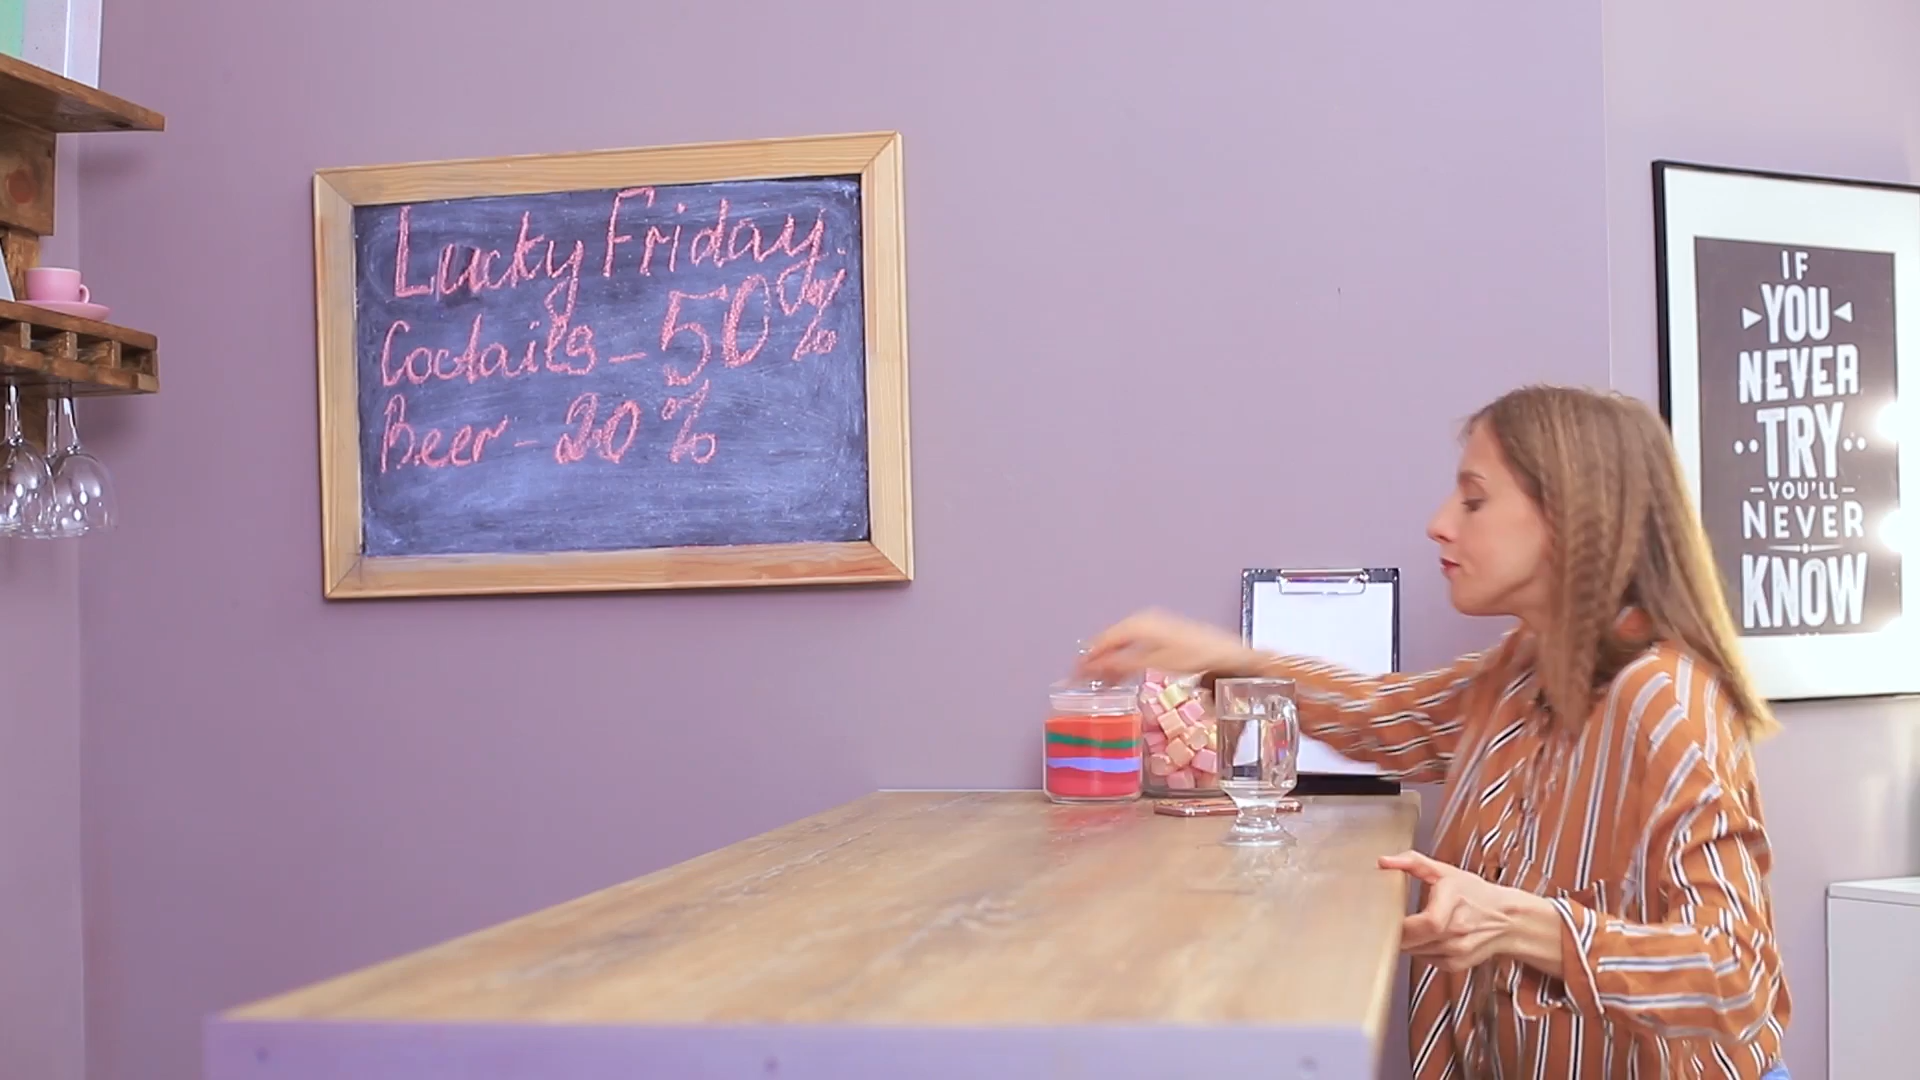 Lucky Friday
Coctails - 50%
Beer - 20%
IF
YOU
NEVER
TRY
YOU'LL
NEVER
KNOW